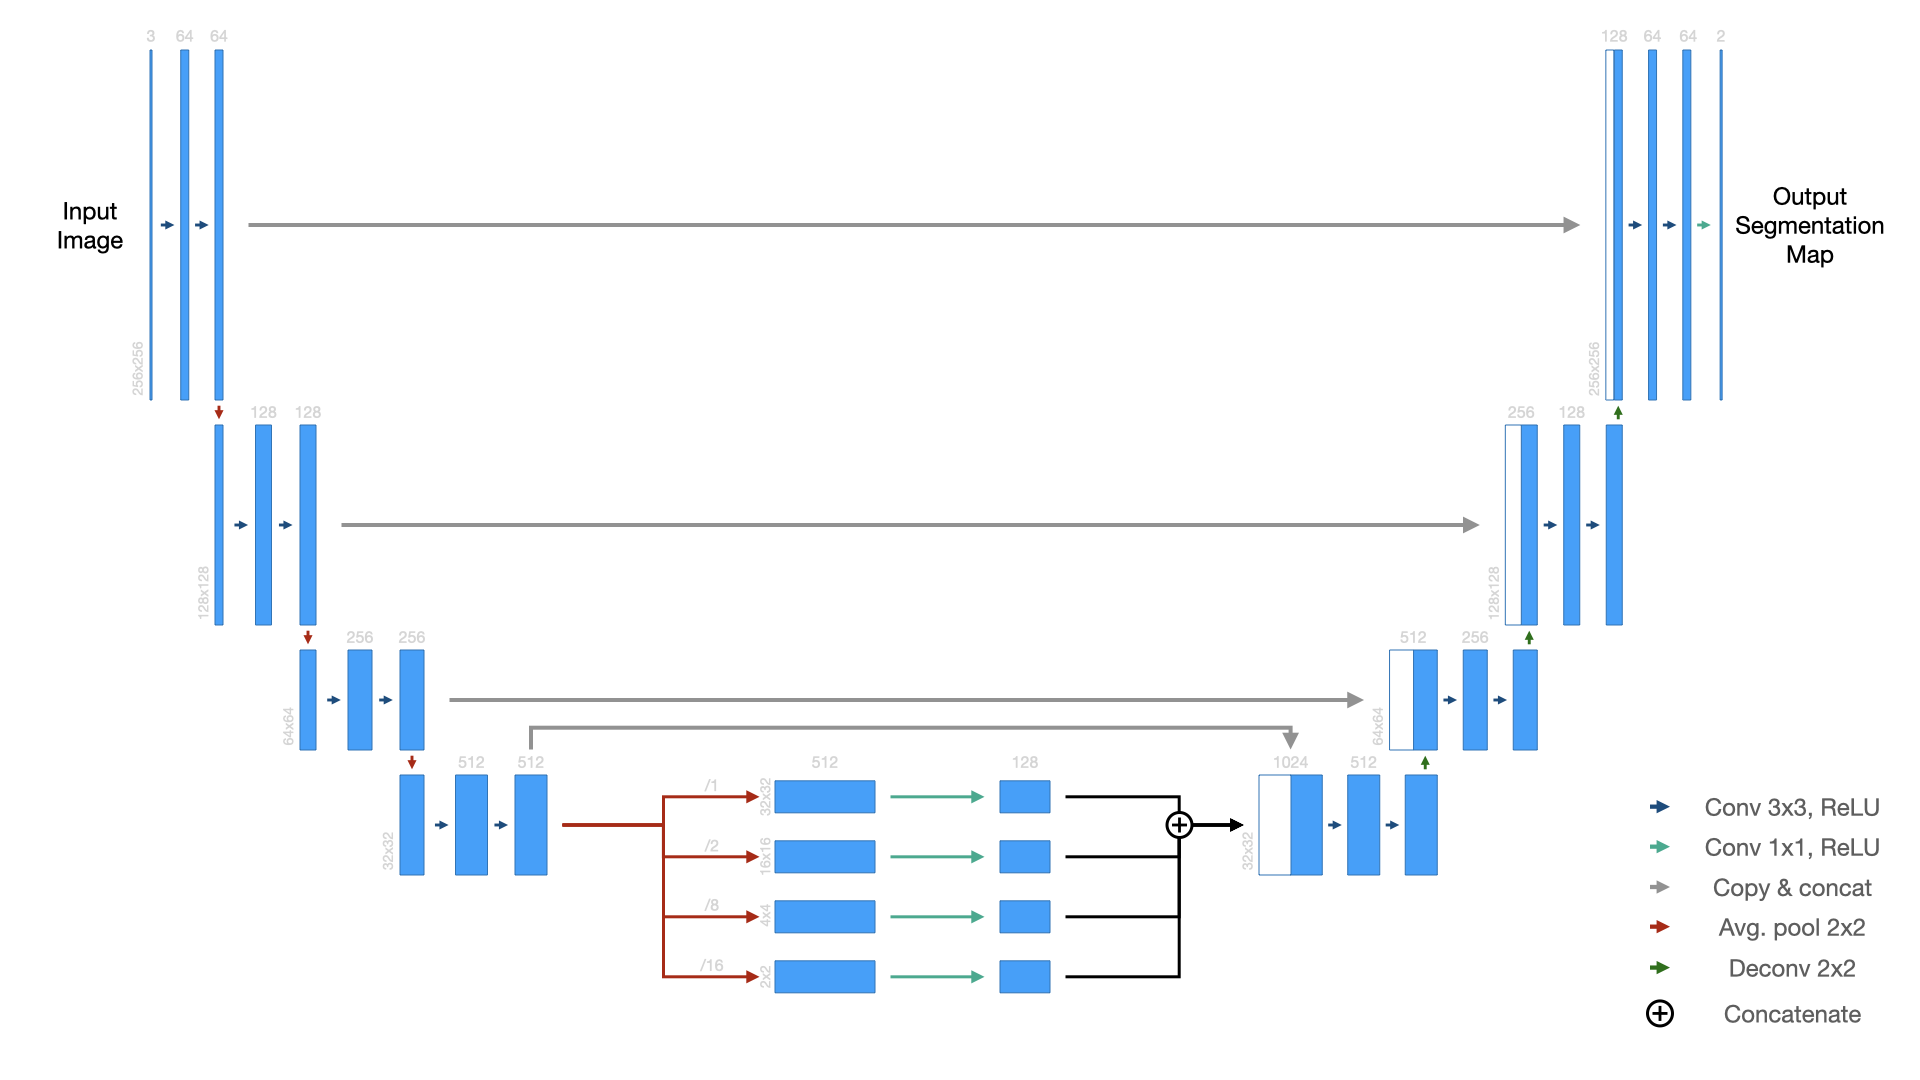 3 64 64
128 64 64 2
Input
Image
Output
Segmentation
Map
256x256
256x256
128 128
256 128
128x128
128x128
256 256
512 256
64x64
64x64
512 512
512
128
1024 512
32x32
/1
32x32
/2
16x16
/8
4x4
/16
2x2
32x32
Conv 3x3, ReLU
Conv 1x1, ReLU
Copy & concat
Avg. pool 2x2
Deconv 2x2
Concatenate